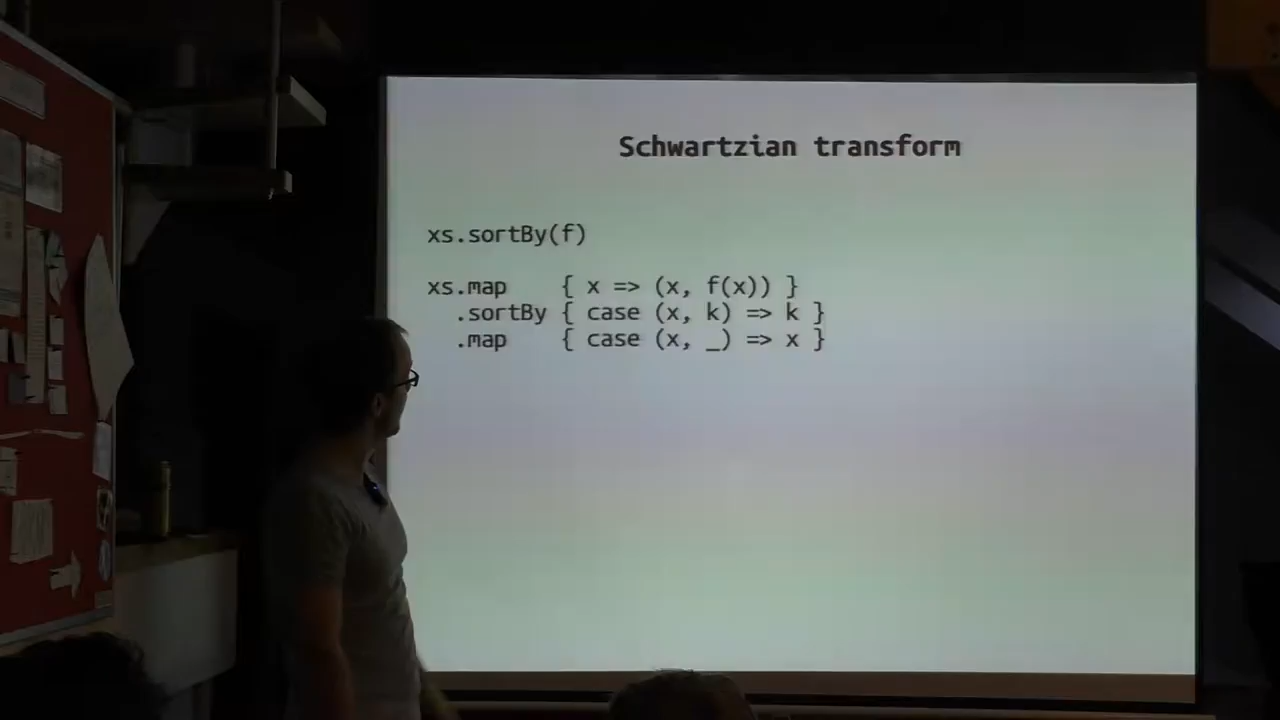 Schwartzian transform
xs.sortBy(f)
xs.map    { x => (x, f(x)) }
  .sortBy { case (x, k) => k }
  .map    { case (x, _) => x }